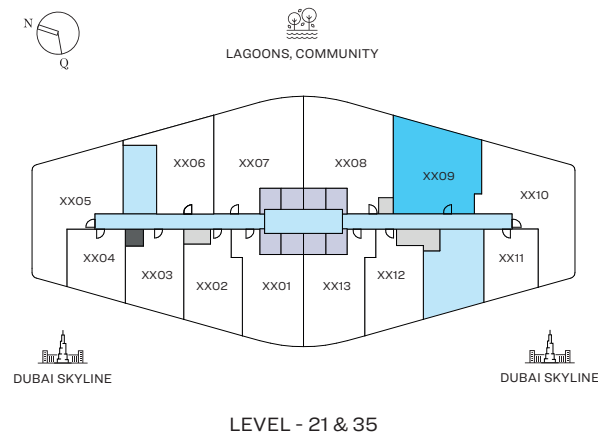 N
Q
LAGOONS, COMMUNITY
XX06
XX07
XX08
XX09
XX05
XX10
XX04
XX03
XX02
XX01
XX13
XX12
XX11
DUBAI SKYLINE
DUBAI SKYLINE
LEVEL - 21 & 35